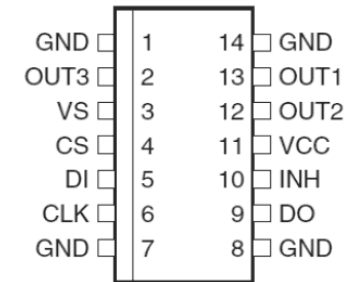 GND 1 14 GND
OUT3 2 13 OUT1
VS 3 12 OUT2
CS 4 11 VCC
DI 5 10 INH
CLK 6 9 DO
GND 7 8 GND